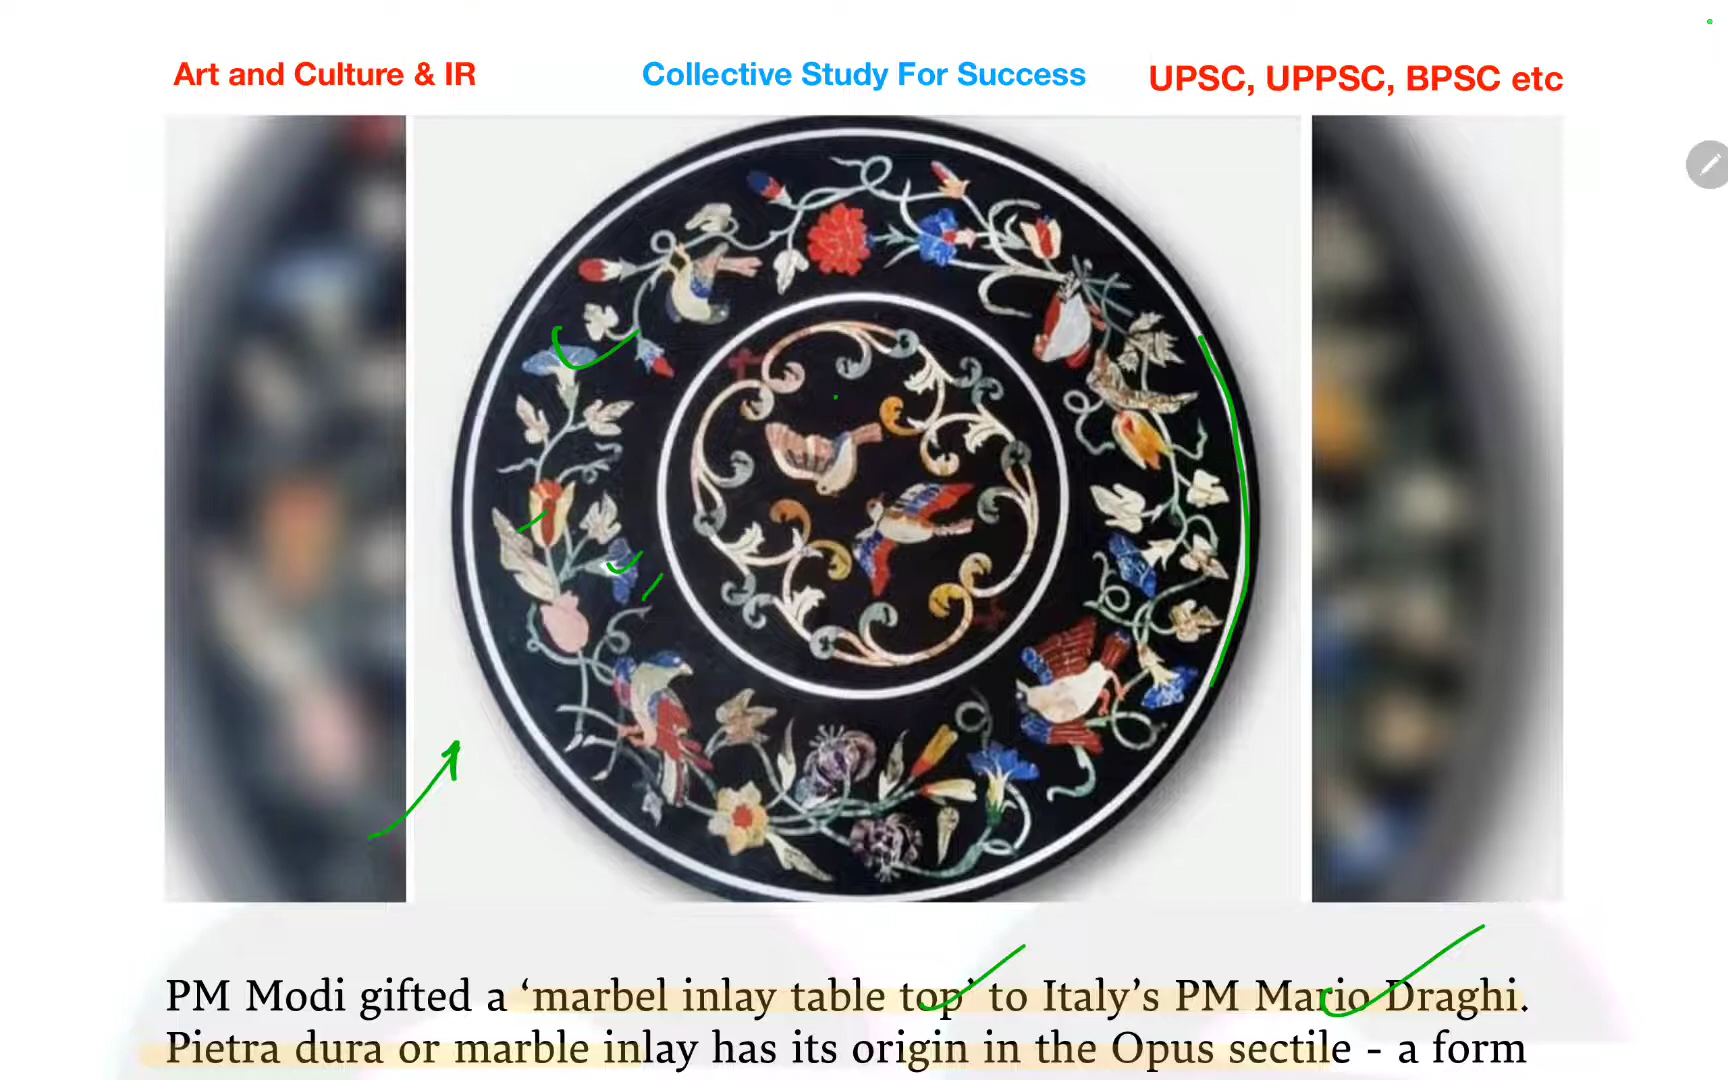 Art and Culture & IR
Collective Study For Success
UPSC, UPPSC, BPSC etc
PM Modi gifted a ‘marbel inlay table top’ to Italy’s PM Mario Draghi.
Pietra dura or marble inlay has its origin in the Opus sectile - a form